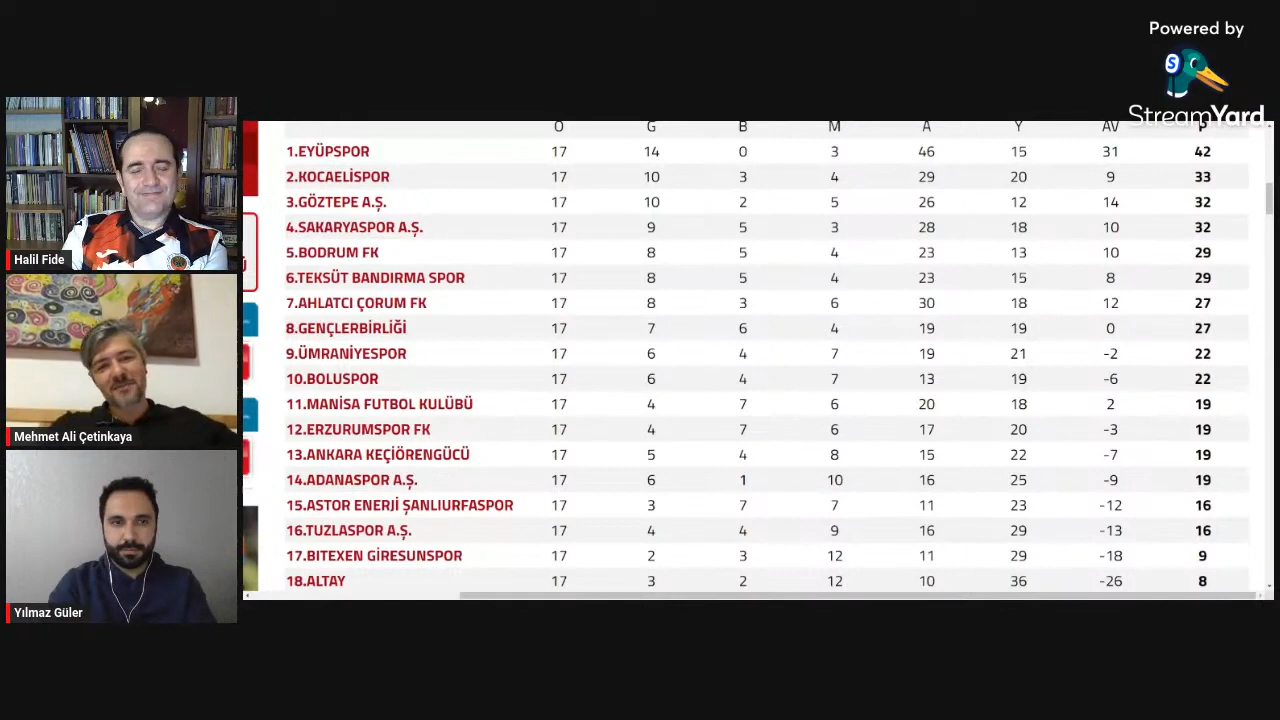 Powered by
StreamYard
O G B M A Y AV P
1.EYÜPSPOR 17 14 0 3 46 15 31 42
2.KOCAELİSPOR 17 10 3 4 29 20 9 33
3.GÖZTEPE A.Ş. 17 10 2 5 26 12 14 32
4.SAKARYASPOR A.Ş. 17 9 5 3 28 18 10 32
5.BODRUM FK 17 8 5 4 23 13 10 29
6.TEKSÜT BANDIRMA SPOR 17 8 5 4 23 15 8 29
7.AHLATCI ÇORUM FK 17 8 3 6 30 18 12 27
8.GENÇLERBİRLİĞİ 17 7 6 4 19 19 0 27
9.ÜMRANİYESPOR 17 6 4 7 19 21 -2 22
10.BOLUSPOR 17 6 4 7 13 19 -6 22
11.MANİSA FUTBOL KULÜBÜ 17 4 7 6 20 18 2 19
12.ERZURUMSPOR FK 17 4 7 6 17 20 -3 19
13.ANKARA KEÇİÖRENGÜCÜ 17 5 4 8 15 22 -7 19
14.ADANASPOR A.Ş. 17 6 1 10 16 25 -9 19
15.ASTOR ENERJİ ŞANLIURFASPOR 17 3 7 7 11 23 -12 16
16.TUZLASPOR A.Ş. 17 4 4 9 16 29 -13 16
17.BITEXEN GİRESUNSPOR 17 2 3 12 11 29 -18 9
18.ALTAY 17 3 2 12 10 36 -26 8
Halil Fide
Mehmet Ali Çetinkaya
Yılmaz Güler